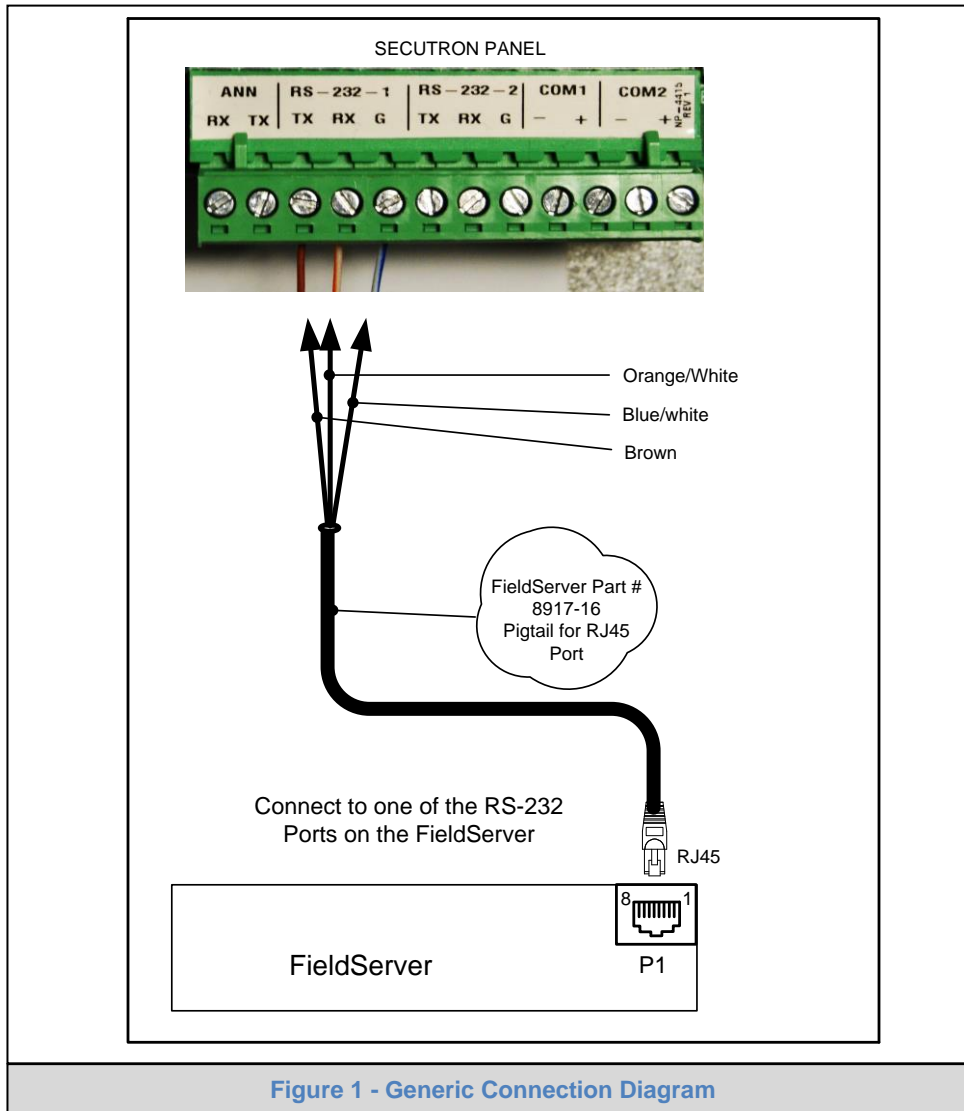 SECUTRON PANEL
ANN RS-232-1 RS-232-2 COM1 COM2
RX TX TX RX G TX RX G - + - +
NP-4415
REV 1
Orange/White
Blue/white
Brown
FieldServer Part #
8917-16
Pigtail for RJ45
Port
Connect to one of the RS-232
Ports on the FieldServer
RJ45
8 1
FieldServer
P1
Figure 1 - Generic Connection Diagram